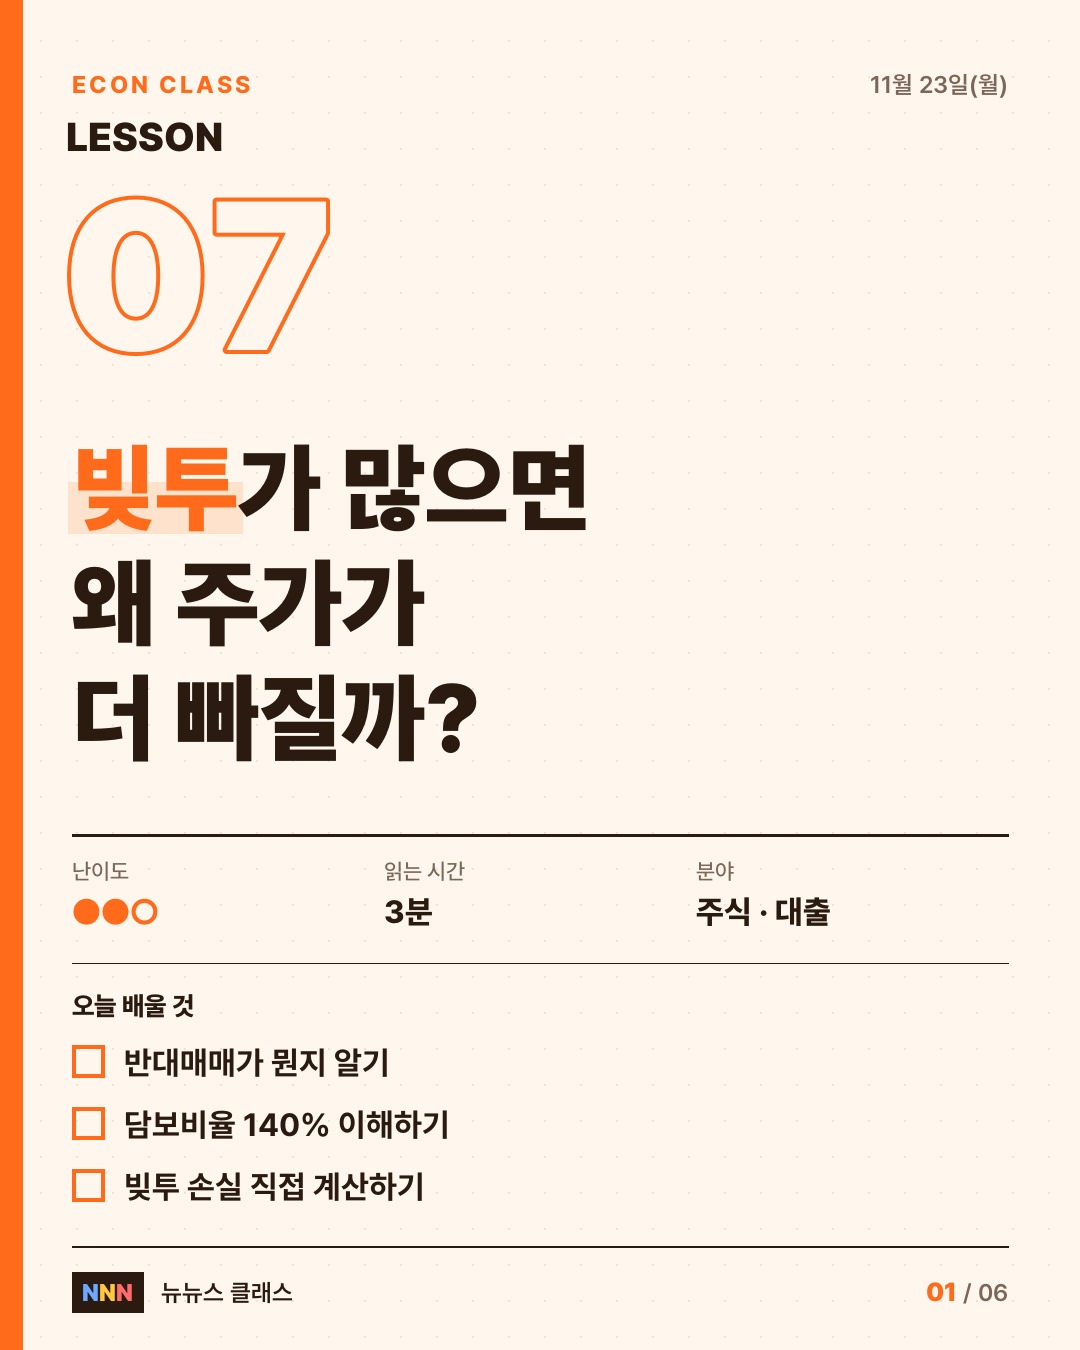 ECON CLASS
11월 23일(월)
LESSON
07
빚투가 많으면
왜 주가가
더 빠질까?
난이도
읽는 시간
분야
3분
주식 · 대출
오늘 배울 것
반대매매가 뭔지 알기
담보비율 140% 이해하기
빚투 손실 직접 계산하기
NNN 뉴뉴스 클래스
01 / 06